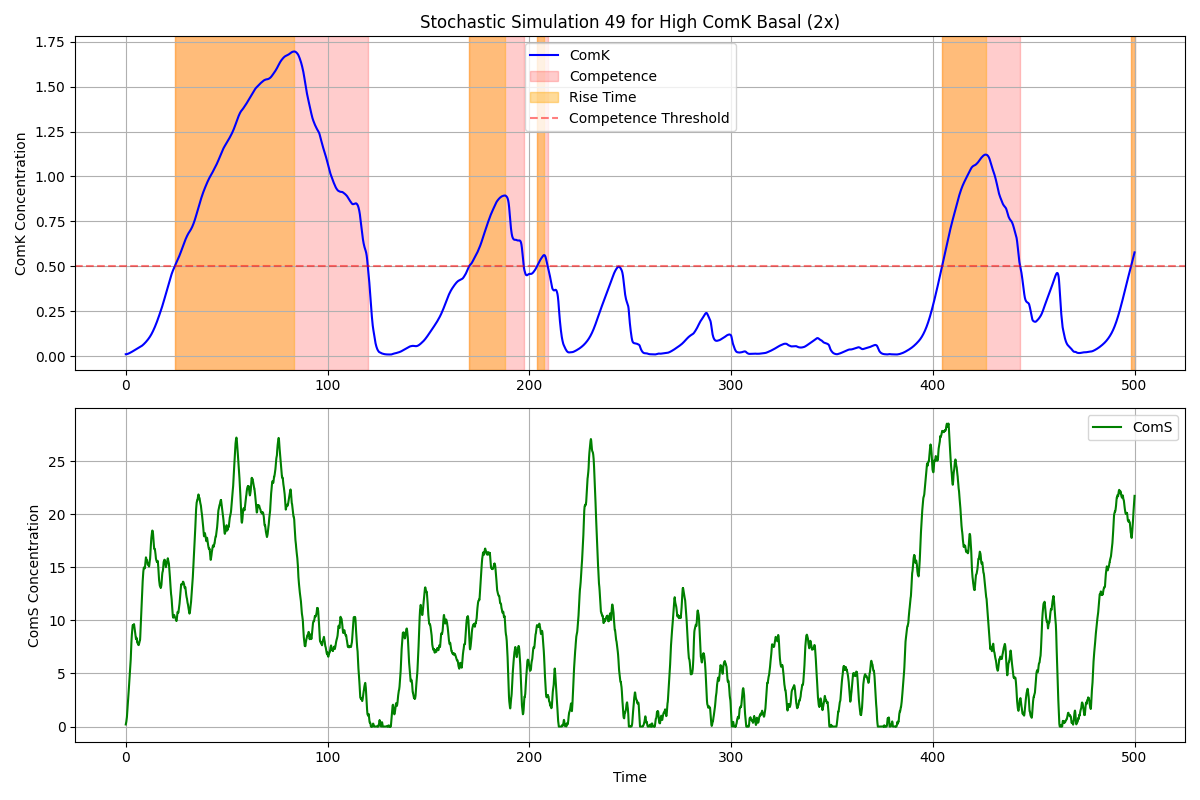 Stochastic Simulation 49 for High ComK Basal (2x)
ComK Concentration
1.75
1.50
1.25
1.00
0.75
0.50
0.25
0.00
ComK
Competence
Rise Time
Competence Threshold
0 100 200 300 400 500
ComS Concentration
25
20
15
10
5
0
ComS
0 100 200 300 400 500
Time